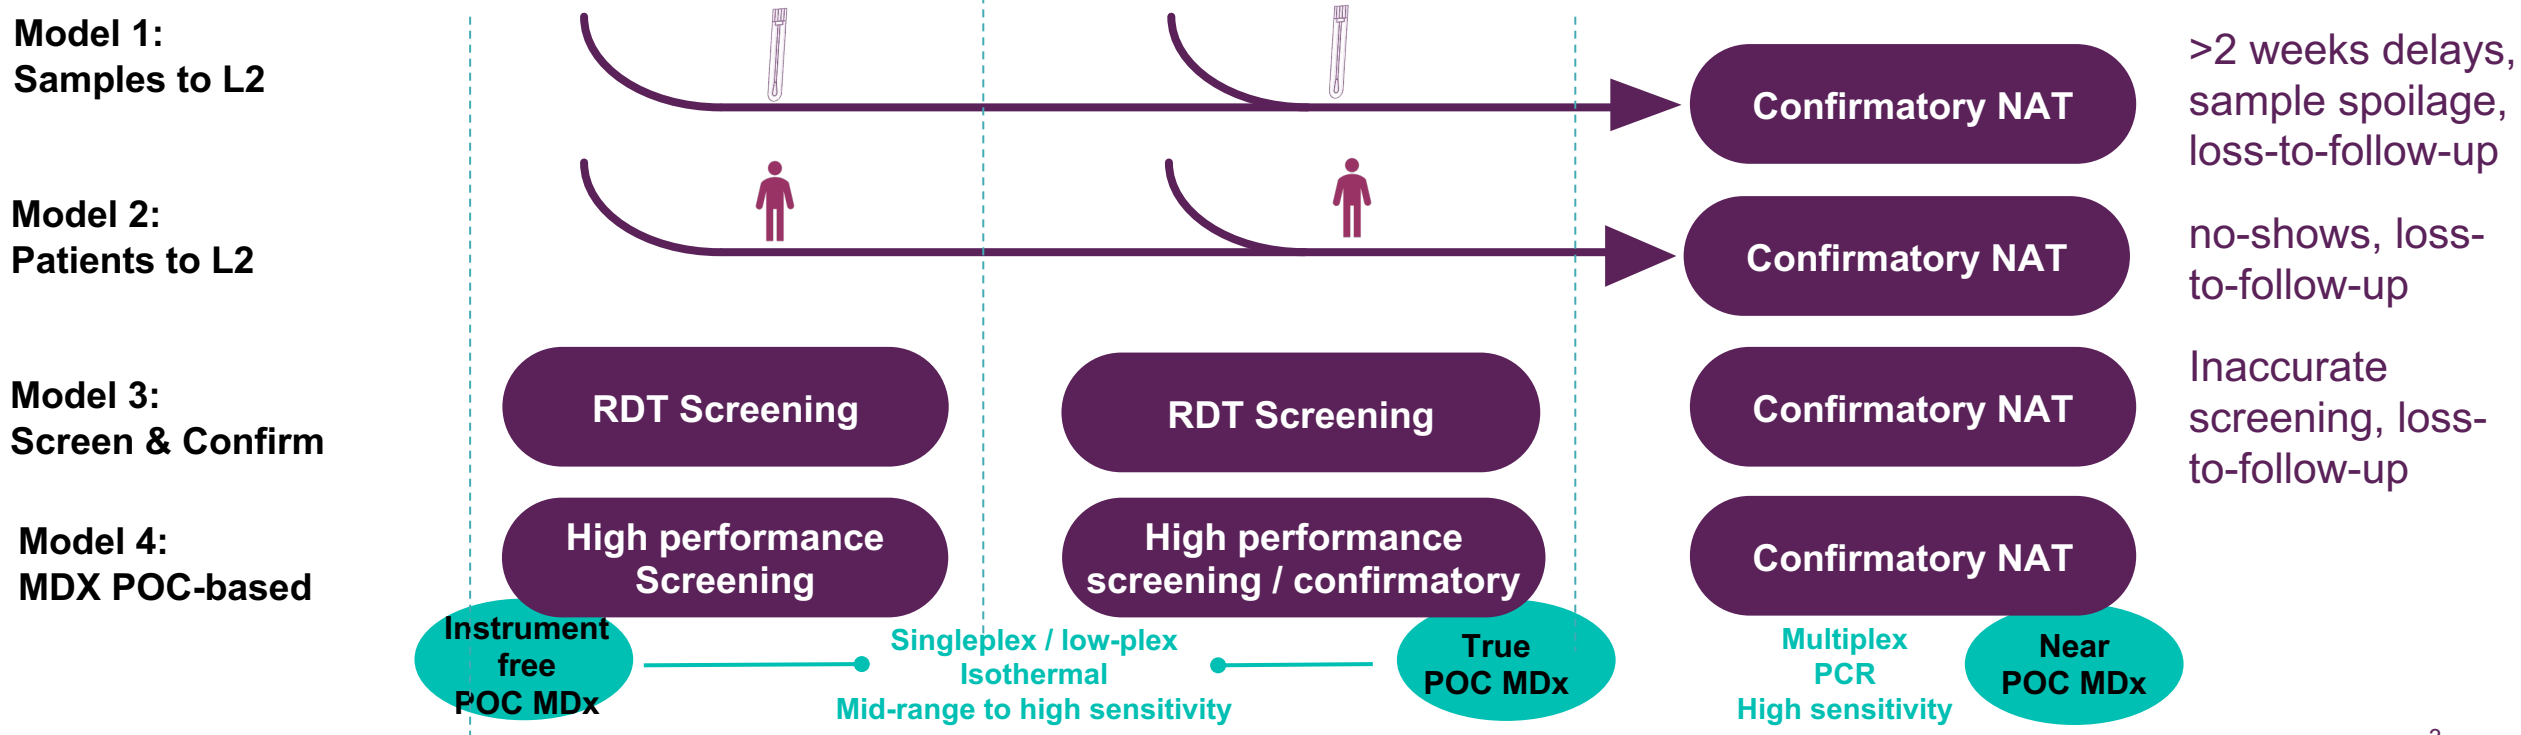 Model 1:
Samples to L2
Confirmatory NAT
>2 weeks delays,
sample spoilage,
loss-to-follow-up
Model 2:
Patients to L2
Confirmatory NAT
no-shows, loss-
to-follow-up
Model 3:
Screen & Confirm
RDT Screening
RDT Screening
Confirmatory NAT
Inaccurate
screening, loss-
to-follow-up
Model 4:
MDX POC-based
High performance
Screening
High performance
screening / confirmatory
Confirmatory NAT
Instrument
free
POC MDx
Singleplex / low-plex
Isothermal
Mid-range to high sensitivity
True
POC MDx
Multiplex
PCR
High sensitivity
Near
POC MDx